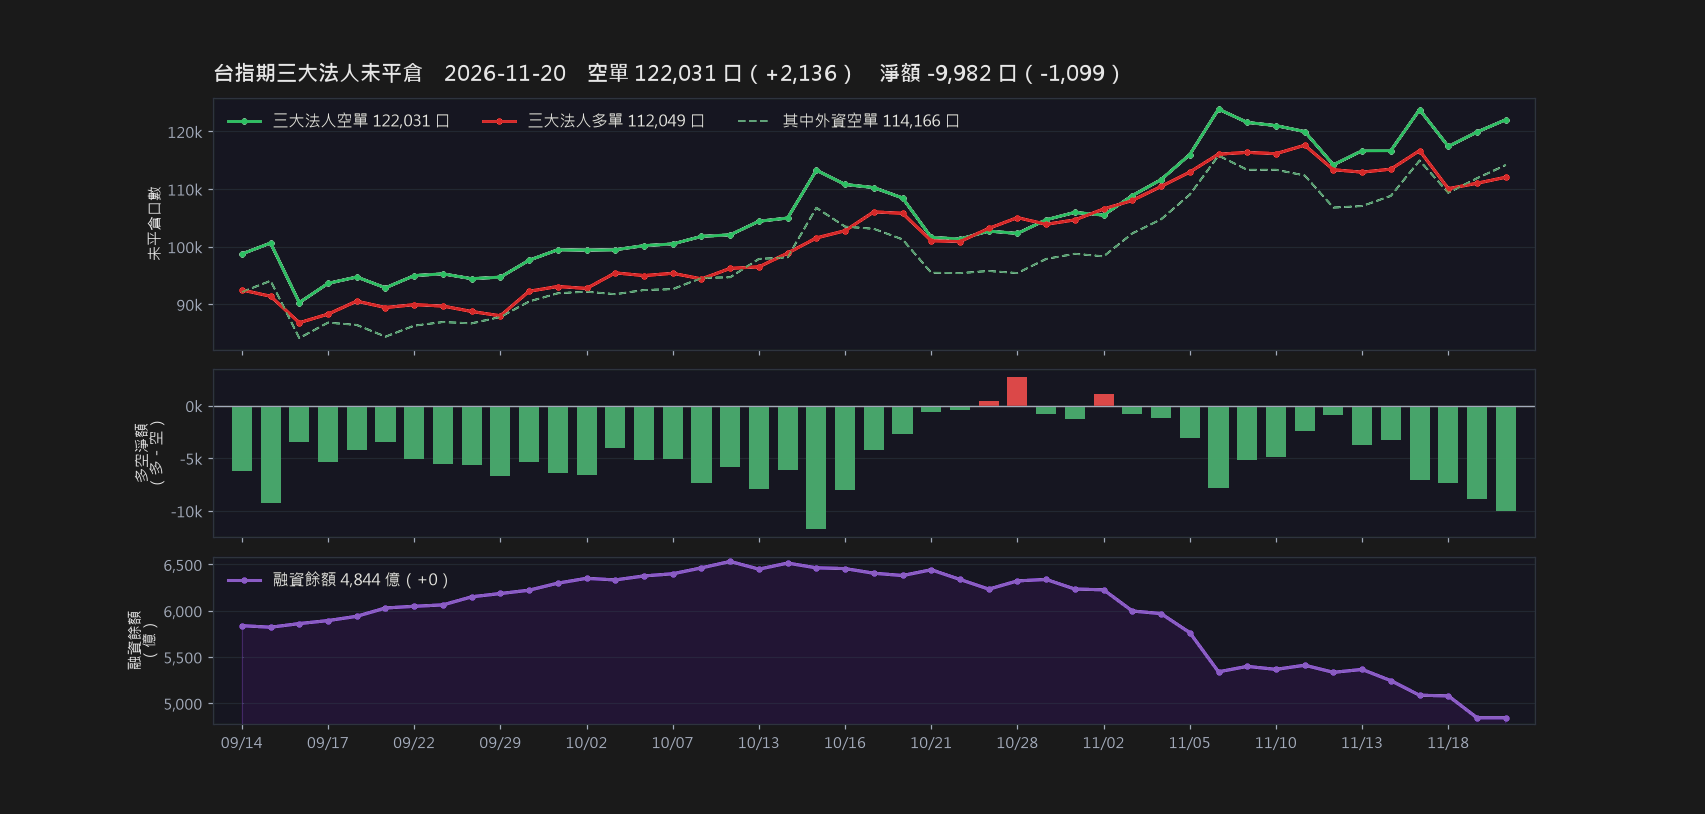 台指期三大法人未平倉 2026-11-20 空單 122,031 口（+2,136） 淨額 -9,982 口（-1,099）
三大法人空單 122,031 口 三大法人多單 112,049 口 其中外資空單 114,166 口
未平倉口數
120k
110k
100k
90k
多空淨額
（多 - 空）
0k
-5k
-10k
融資餘額 4,844 億（+0）
融資餘額
（億）
6,500
6,000
5,500
5,000
09/14 09/17 09/22 09/29 10/02 10/07 10/13 10/16 10/21 10/28 11/02 11/05 11/10 11/13 11/18